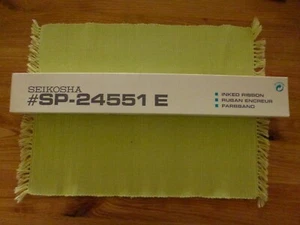 SEIKOSHA
#SP-24551 E
INKED RIBBON
RUBAN ENCREUR
FARBBAND